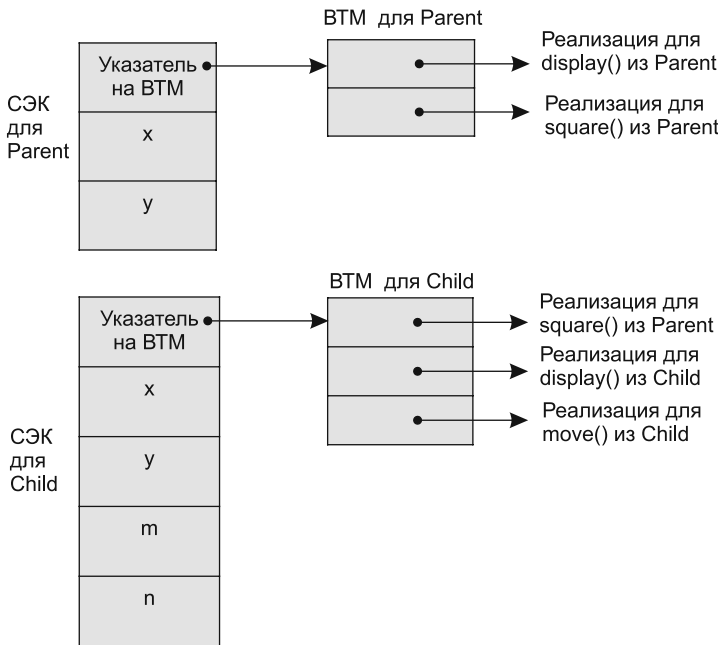 ВТМ для Parent
СЭК
для
Parent
Указатель
на ВТМ
x
y
Реализация для
display() из Parent
Реализация для
square() из Parent
ВТМ для Child
СЭК
для
Child
Указатель
на ВТМ
x
y
m
n
Реализация для
square() из Parent
Реализация для
display() из Child
Реализация для
move() из Child